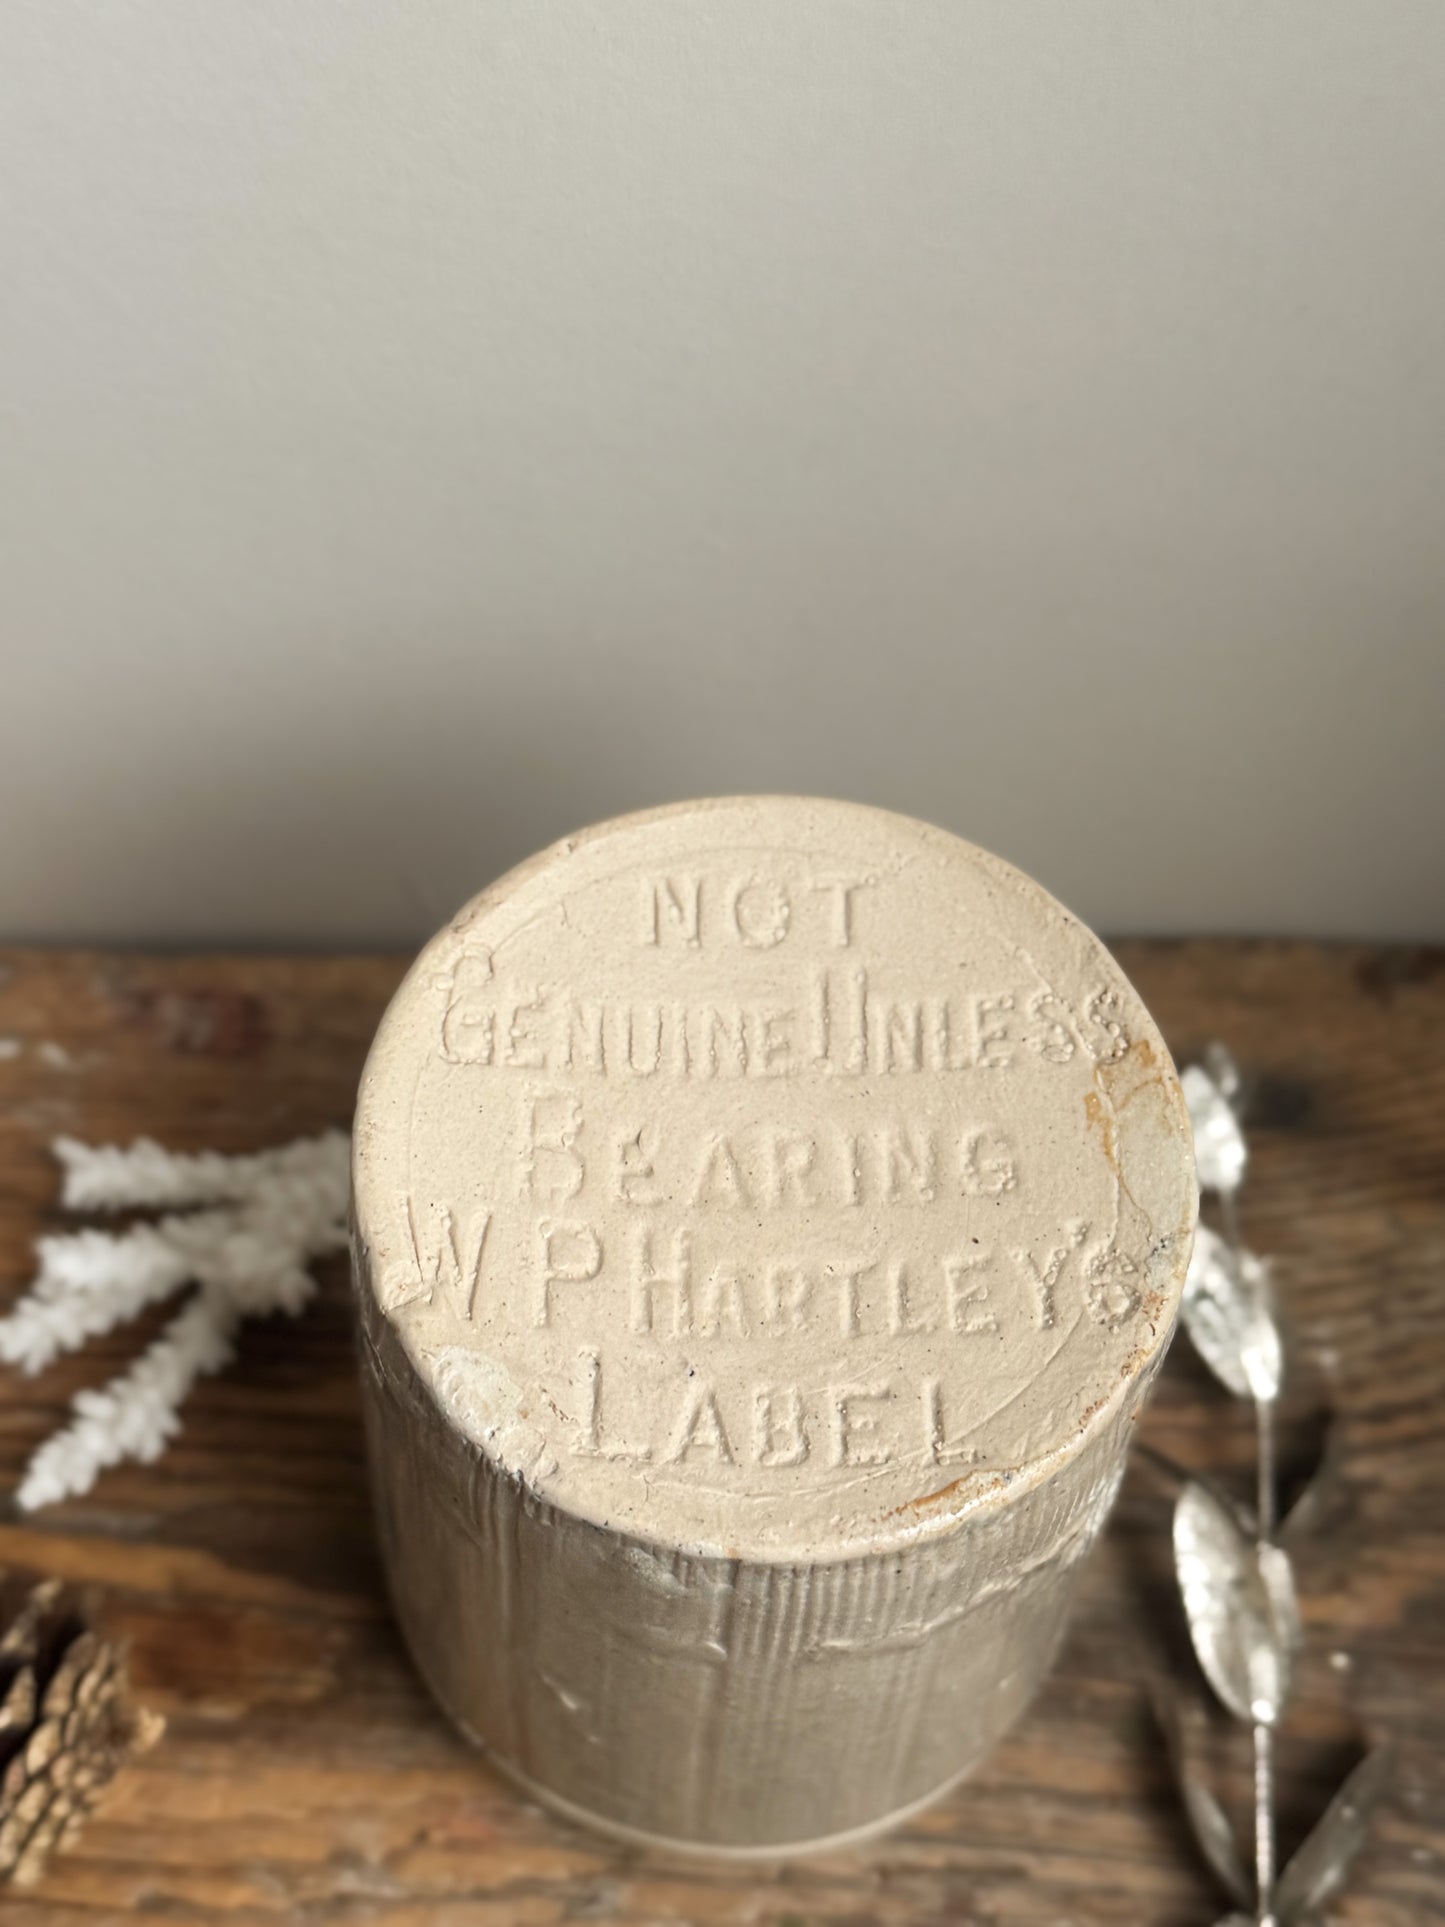 NOT
GENUINE UNLESS
BEARING
W P HARTLEY'S
LABEL